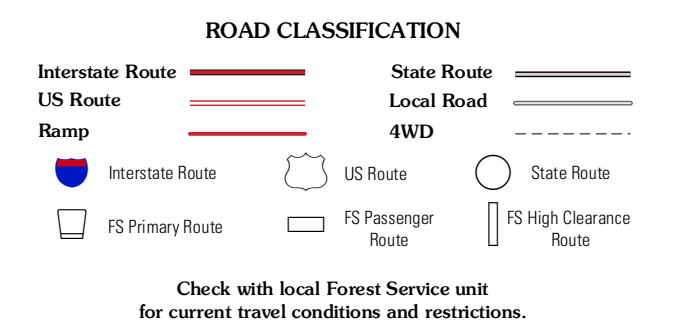 ROAD CLASSIFICATION
Interstate Route
State Route
US Route
Local Road
Ramp
4WD
Interstate Route
US Route
State Route
FS Primary Route
FS Passenger
Route
FS High Clearance
Route
Check with local Forest Service unit
for current travel conditions and restrictions.